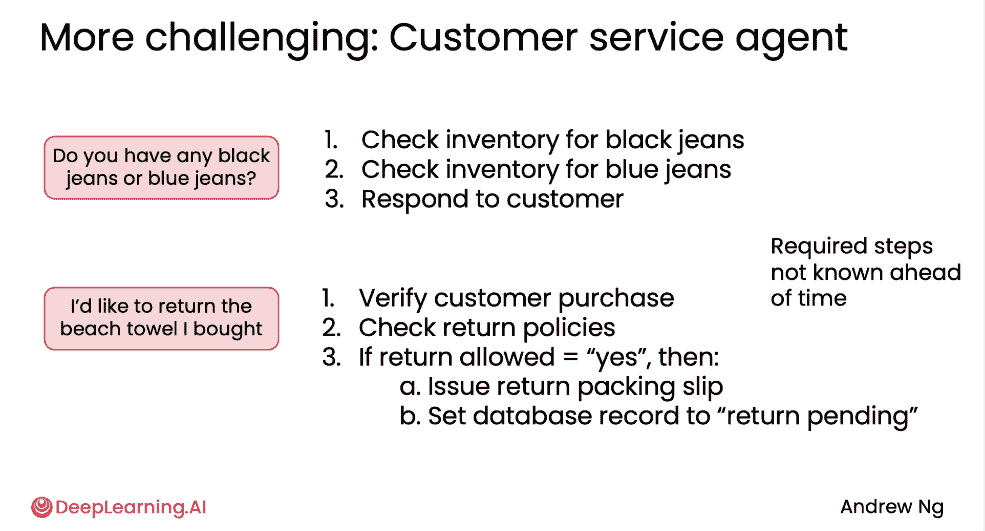 More challenging: Customer service agent
Do you have any black
jeans or blue jeans?
1. Check inventory for black jeans
2. Check inventory for blue jeans
3. Respond to customer
Required steps
not known ahead
of time
I'd like to return the
beach towel I bought
1. Verify customer purchase
2. Check return policies
3. If return allowed = “yes”, then:
a. Issue return packing slip
b. Set database record to “return pending”
DeepLearning.AI
Andrew Ng